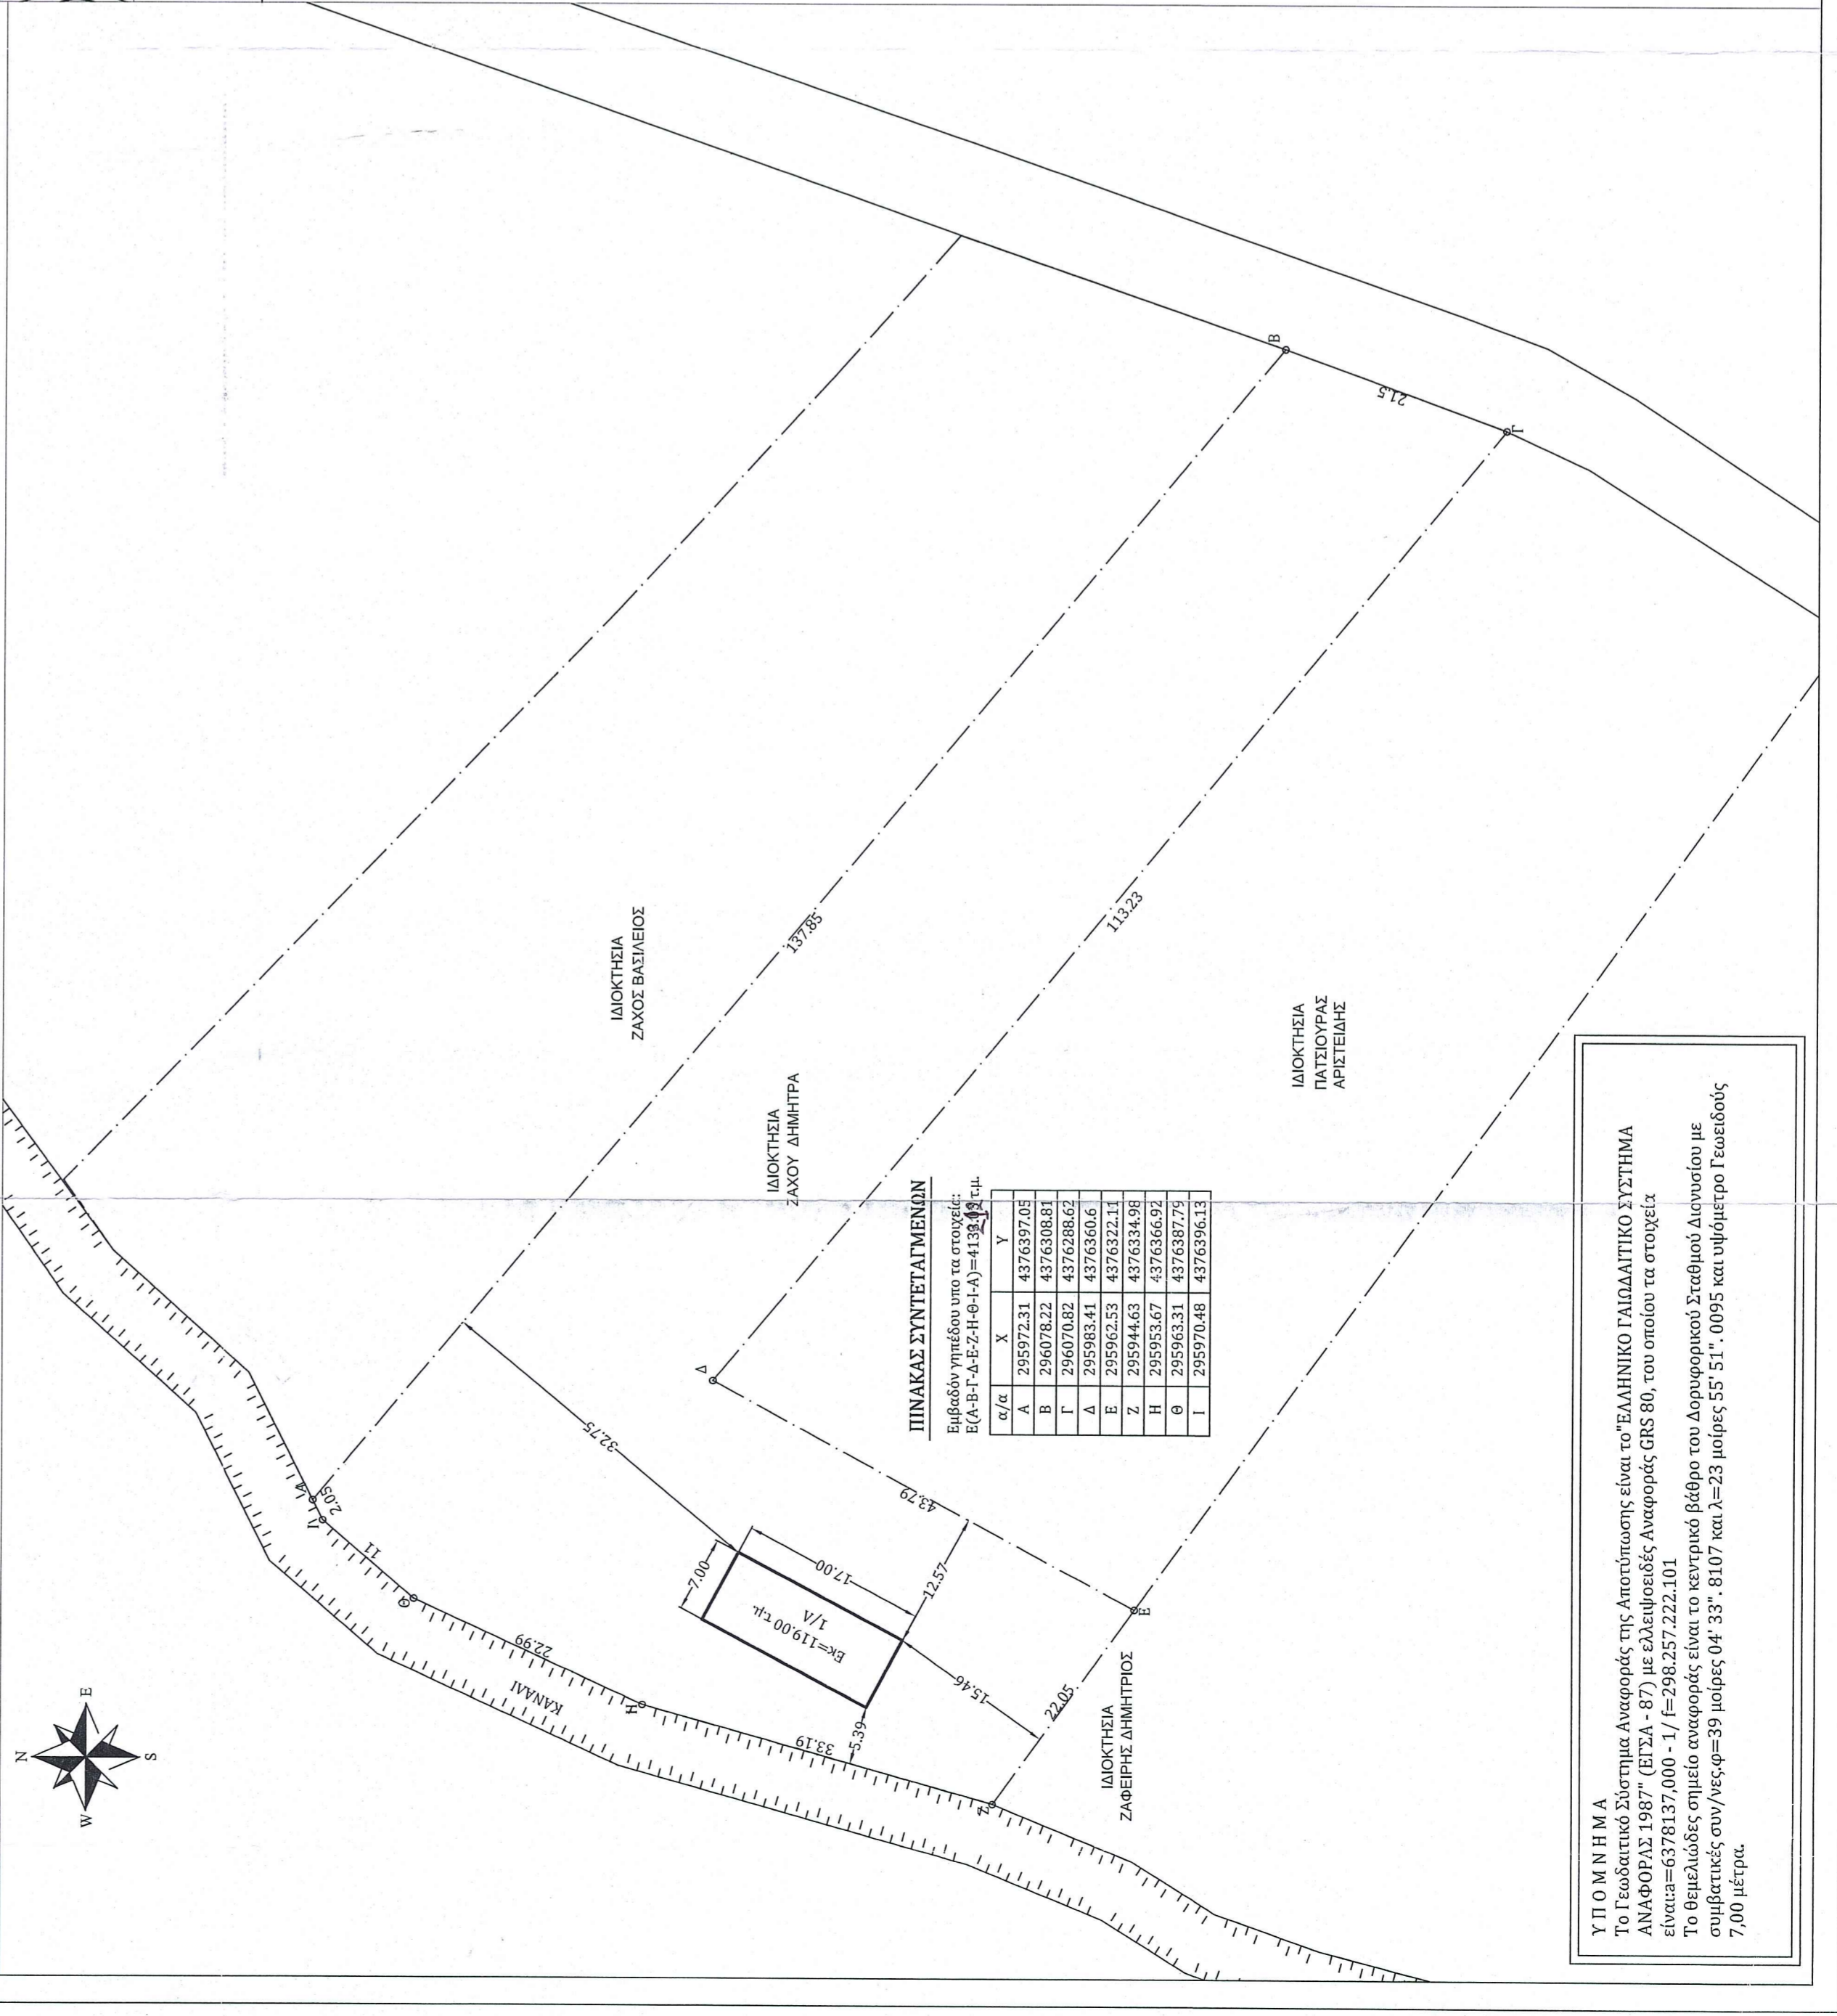 N
W
E
S
ΙΔΙΟΚΤΗΣΙΑ
ΖΑΧΟΣ ΒΑΣΙΛΕΙΟΣ
ΙΔΙΟΚΤΗΣΙΑ
ΖΑΧΟΥ ΔΗΜΗΤΡΑ
ΙΔΙΟΚΤΗΣΙΑ
ΠΑΤΣΙΟΥΡΑΣ
ΑΡΙΣΤΕΙΔΗΣ
ΙΔΙΟΚΤΗΣΙΑ
ΖΑΦΕΙΡΗΣ ΔΗΜΗΤΡΙΟΣ
ΚΑΝΑΛΙ
Α
Β
Γ
Δ
Ε
Ζ
Η
Θ
Ι
137.85
21.5
113.23
43.79
22.05
33.19
22.99
11
2.05
32.75
7.00
17.00
12.57
15.46
5.39
1/Λ
Εκ=119.00 τ.μ.
ΠΙΝΑΚΑΣ ΣΥΝΤΕΤΑΓΜΕΝΩΝ
Εμβαδόν γηπέδου υπο τα στοιχεία:
Ε(Α-Β-Γ-Δ-Ε-Ζ-Η-Θ-Ι-Α)= τ.μ.
α/α X Y
Α 295972.31 4376397.05
Β 296078.22 4376308.81
Γ 296070.82 4376288.62
Δ 295983.41 4376360.6
Ε 295962.53 4376322.11
Ζ 295944.63 4376334.98
Η 295953.67 4376366.92
Θ 295963.31 4376387.79
Ι 295970.48 4376396.13
Υ Π Ο Μ Ν Η Μ Α
Το Γεωδαιτικό Σύστημα Αναφοράς της Αποτύπωσης είναι το"ΕΛΛΗΝΙΚΟ ΓΑΙΩΔΑΙΤΙΚΟ ΣΥΣΤΗΜΑ
ΑΝΑΦΟΡΑΣ 1987" (ΕΓΣΑ - 87) με ελλειψοειδές Αναφοράς GRS 80, του οποίου τα στοιχεία
είναι:a=6378137,000 - 1/ f=298.257.222.101
Το θεμελιώδες σημείο αναφοράς είναι το κεντρικό βάθρο του Δορυφορικού Σταθμού Διονυσίου με
συμβατικές συν/νες.φ=39 μοίρες 04' 33". 8107 και λ=23 μοίρες 55' 51". 0095 και υψόμετρο Γεωειδούς
7,00 μέτρα.